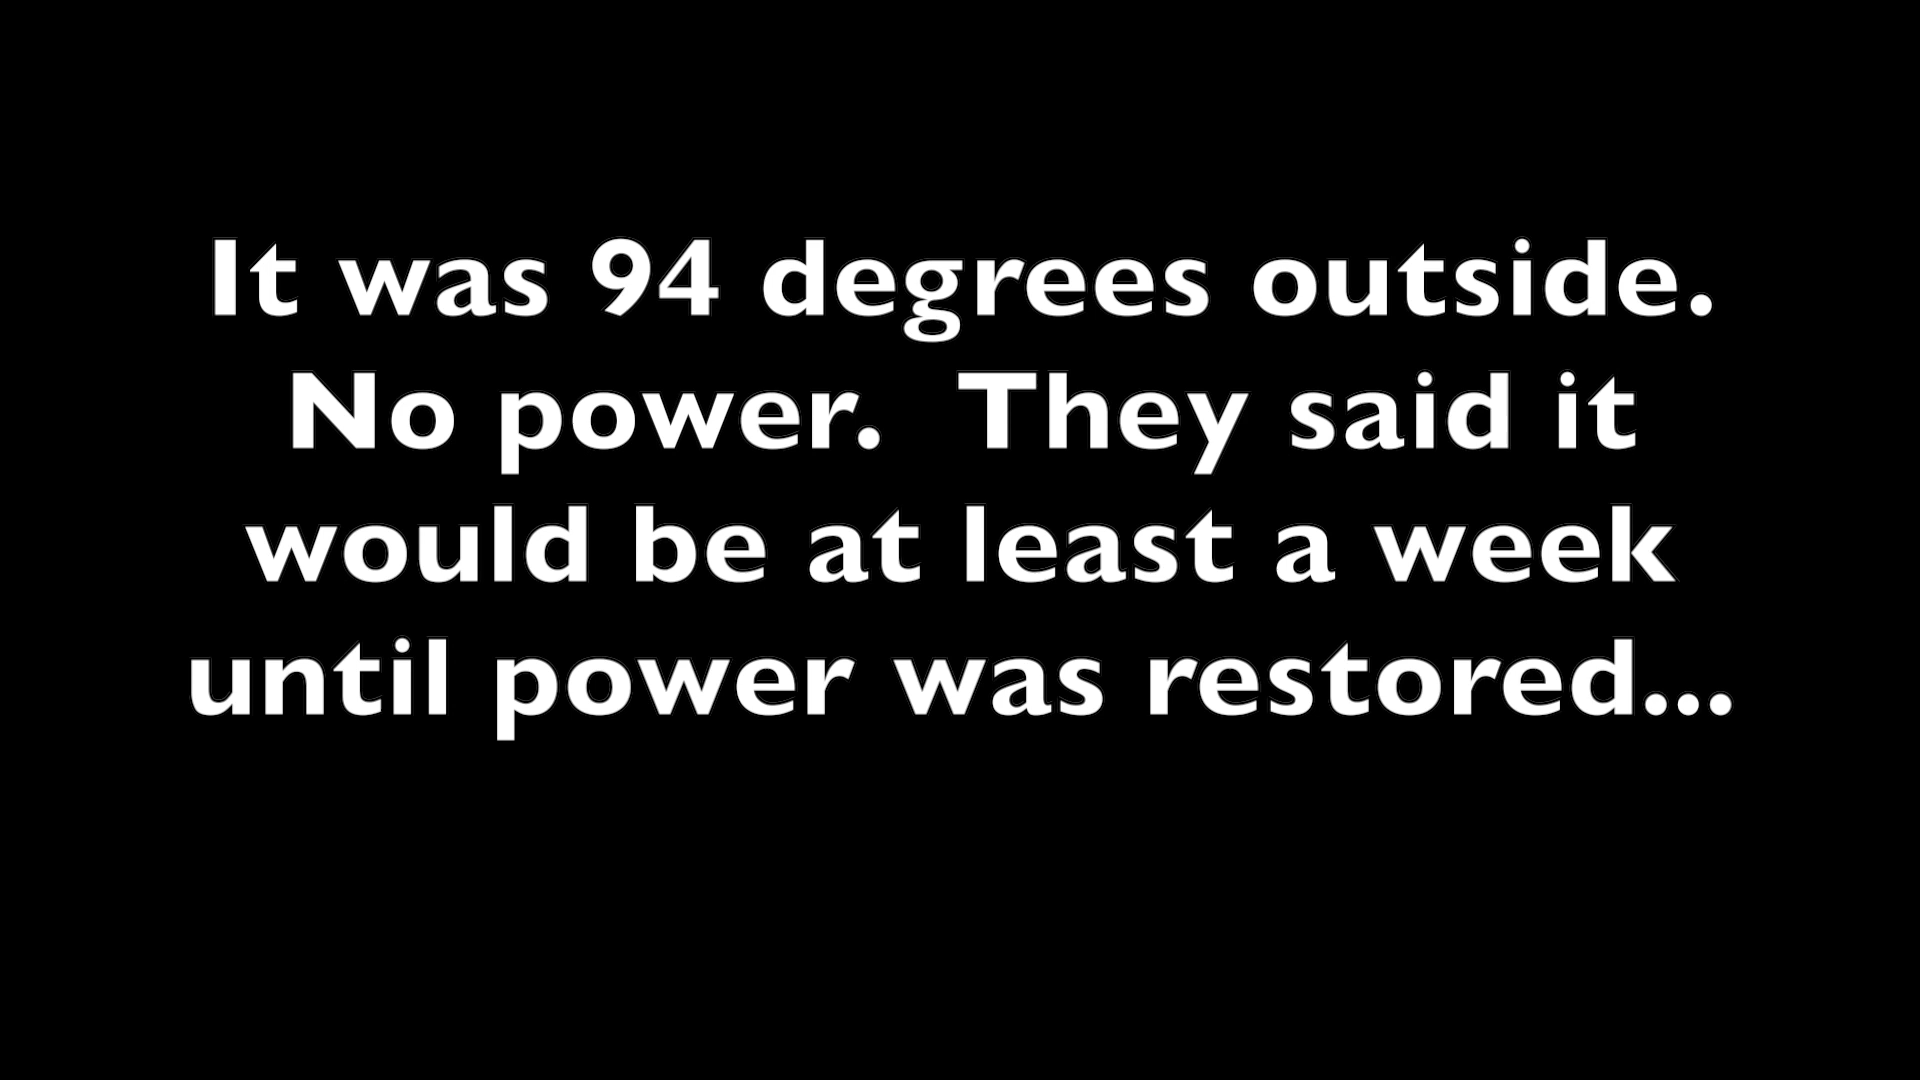 It was 94 degrees outside.
No power.  They said it
would be at least a week
until power was restored...